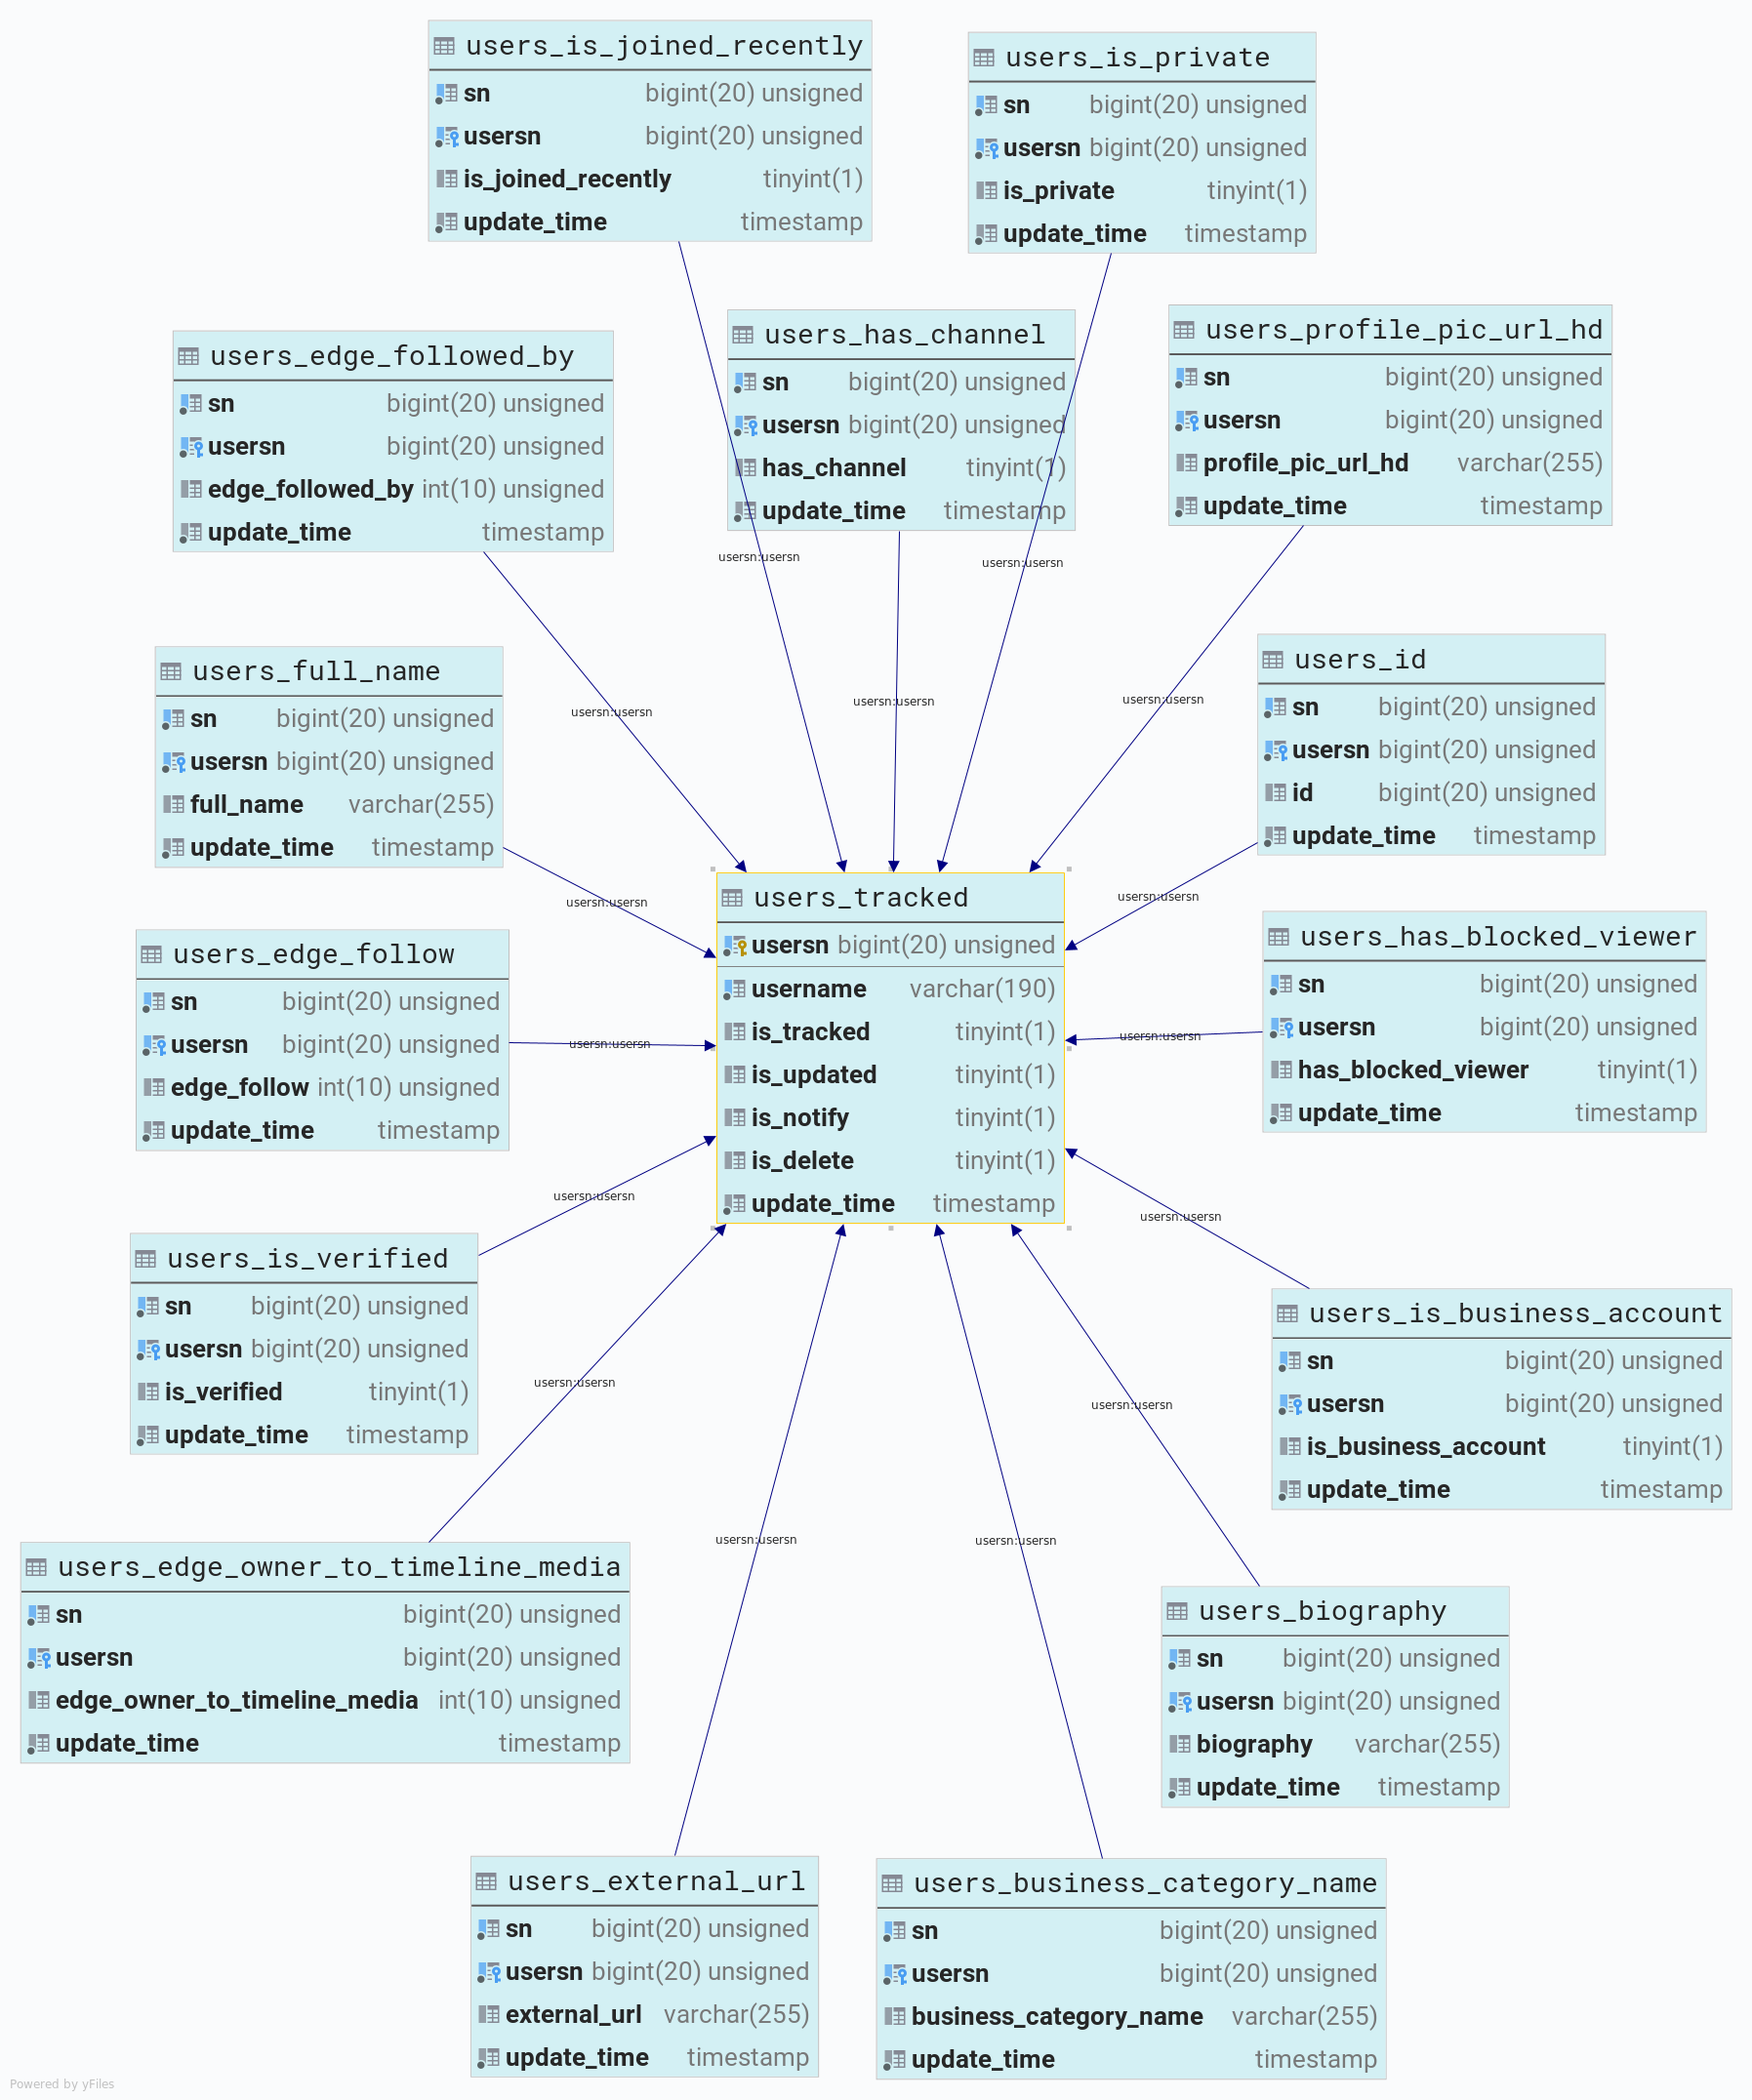 users_is_joined_recently
sn bigint(20) unsigned
usersn bigint(20) unsigned
is_joined_recently tinyint(1)
update_time timestamp
users_is_private
sn bigint(20) unsigned
usersn bigint(20) unsigned
is_private tinyint(1)
update_time timestamp
users_edge_followed_by
sn bigint(20) unsigned
usersn bigint(20) unsigned
edge_followed_by int(10) unsigned
update_time timestamp
users_has_channel
sn bigint(20) unsigned
usersn bigint(20) unsigned
has_channel tinyint(1)
update_time timestamp
users_profile_pic_url_hd
sn bigint(20) unsigned
usersn bigint(20) unsigned
profile_pic_url_hd varchar(255)
update_time timestamp
usersn:usersn
usersn:usersn
usersn:usersn
usersn:usersn
usersn:usersn
users_full_name
sn bigint(20) unsigned
usersn bigint(20) unsigned
full_name varchar(255)
update_time timestamp
users_id
sn bigint(20) unsigned
usersn bigint(20) unsigned
id bigint(20) unsigned
update_time timestamp
usersn:usersn
usersn:usersn
users_edge_follow
sn bigint(20) unsigned
usersn bigint(20) unsigned
edge_follow int(10) unsigned
update_time timestamp
usersn:usersn
users_tracked
usersn bigint(20) unsigned
username varchar(190)
is_tracked tinyint(1)
is_updated tinyint(1)
is_notify tinyint(1)
is_delete tinyint(1)
update_time timestamp
usersn:usersn
users_has_blocked_viewer
sn bigint(20) unsigned
usersn bigint(20) unsigned
has_blocked_viewer tinyint(1)
update_time timestamp
usersn:usersn
usersn:usersn
users_is_verified
sn bigint(20) unsigned
usersn bigint(20) unsigned
is_verified tinyint(1)
update_time timestamp
users_is_business_account
sn bigint(20) unsigned
usersn bigint(20) unsigned
is_business_account tinyint(1)
update_time timestamp
usersn:usersn
usersn:usersn
usersn:usersn
usersn:usersn
users_edge_owner_to_timeline_media
sn bigint(20) unsigned
usersn bigint(20) unsigned
edge_owner_to_timeline_media int(10) unsigned
update_time timestamp
users_biography
sn bigint(20) unsigned
usersn bigint(20) unsigned
biography varchar(255)
update_time timestamp
users_external_url
sn bigint(20) unsigned
usersn bigint(20) unsigned
external_url varchar(255)
update_time timestamp
users_business_category_name
sn bigint(20) unsigned
usersn bigint(20) unsigned
business_category_name varchar(255)
update_time timestamp
Powered by yFiles